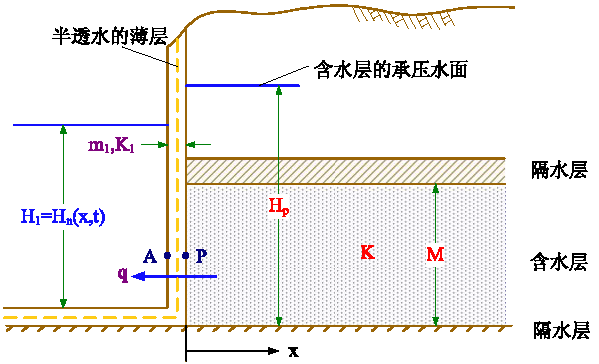 半透水的薄层
含水层的承压水面
m₁,K₁
隔水层
H₁=Hₙ(x,t)
Hₚ
K
M
含水层
A
P
q
隔水层
x